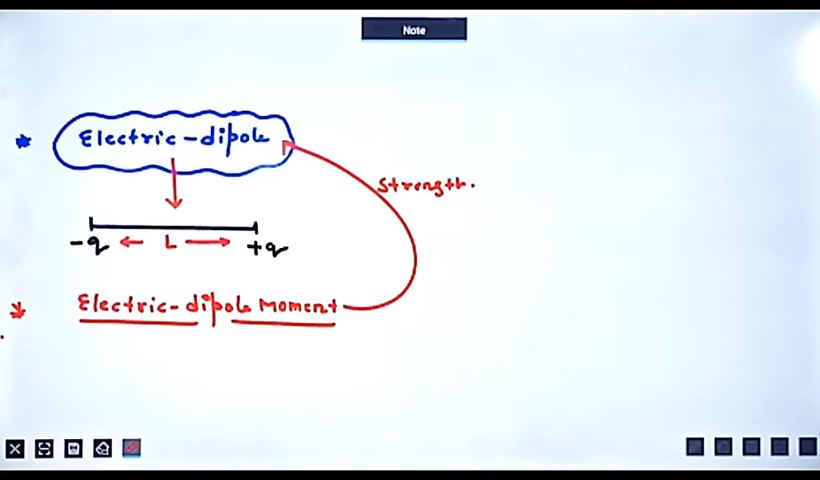 Note
* Electric-dipole
Strength.
-q ← L → +q
* Electric-dipole Moment